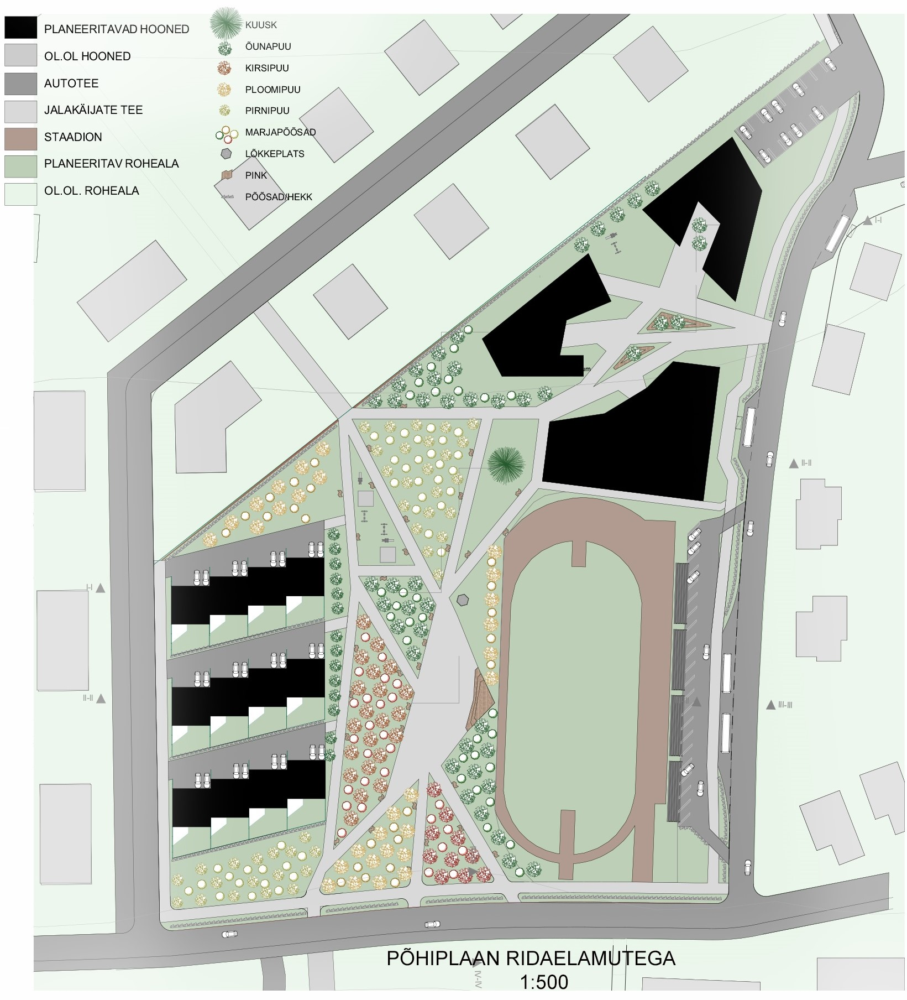 PLANEERITAVAD HOONED
OL.OL HOONED
AUTOTEE
JALAKÄIJATE TEE
STAADION
PLANEERITAV ROHEALA
OL.OL. ROHEALA
KUUSK
ÕUNAPUU
KIRSIPUU
PLOOMIPUU
PIRNIPUU
MARJAPÕÕSAD
LÕKKEPLATS
PINK
PÕÕSAD/HEKK
I-I
um
II-II
I-I
II-II
III-III
PÕHIPLAAN RIDAELAMUTEGA
1:500
IV-IV